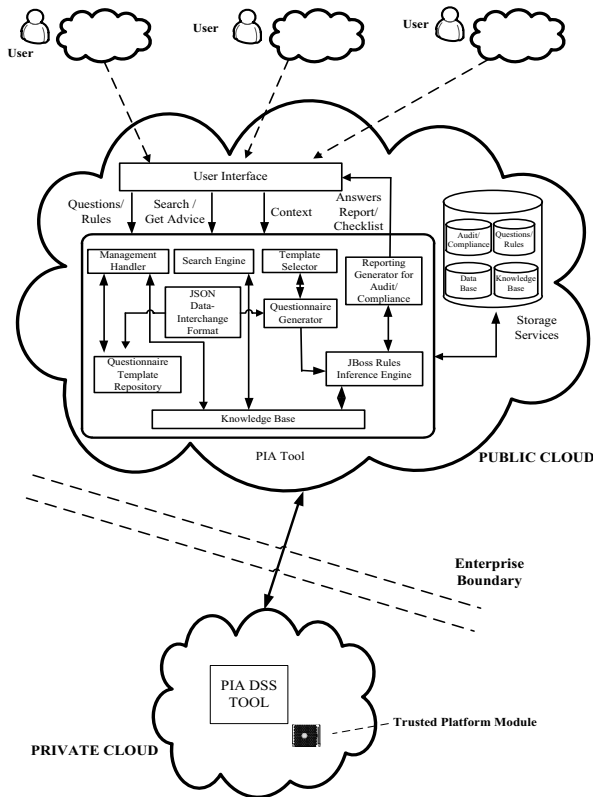 User
User
User
User Interface
Questions/
Rules
Search /
Get Advice
Context
Answers
Report/
Checklist
Management
Handler
Search Engine
Template
Selector
Reporting
Generator for
Audit/
Compliance
JSON
Data-
Interchange
Format
Questionnaire
Generator
Questionnaire
Template
Repository
JBoss Rules
Inference Engine
Knowledge Base
PIA Tool
Audit/
Compliance
Questions/
Rules
Data
Base
Knowledge
Base
Storage
Services
PUBLIC CLOUD
Enterprise
Boundary
PIA DSS
TOOL
Trusted Platform Module
PRIVATE CLOUD